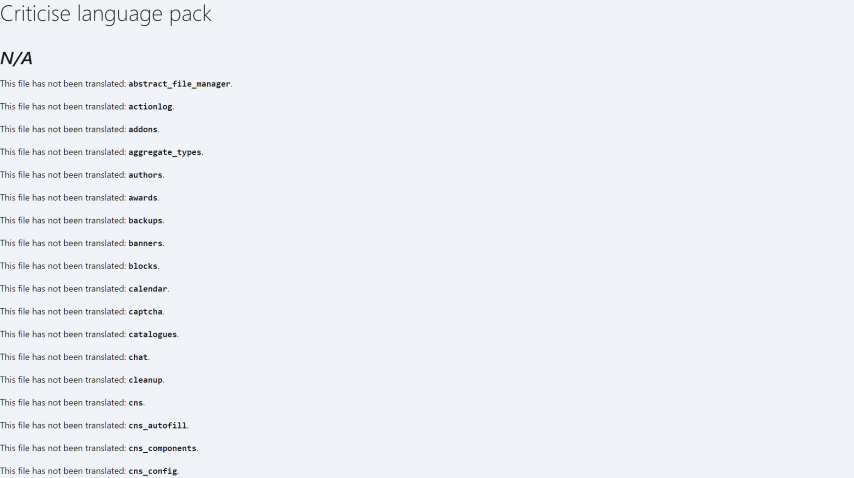 Criticise language pack
N/A
This file has not been translated: abstract_file_manager.
This file has not been translated: actionlog.
This file has not been translated: addons.
This file has not been translated: aggregate_types.
This file has not been translated: authors.
This file has not been translated: awards.
This file has not been translated: backups.
This file has not been translated: banners.
This file has not been translated: blocks.
This file has not been translated: calendar.
This file has not been translated: captcha.
This file has not been translated: catalogues.
This file has not been translated: chat.
This file has not been translated: cleanup.
This file has not been translated: cns.
This file has not been translated: cns_autofill.
This file has not been translated: cns_components.
This file has not been translated: cns_config.